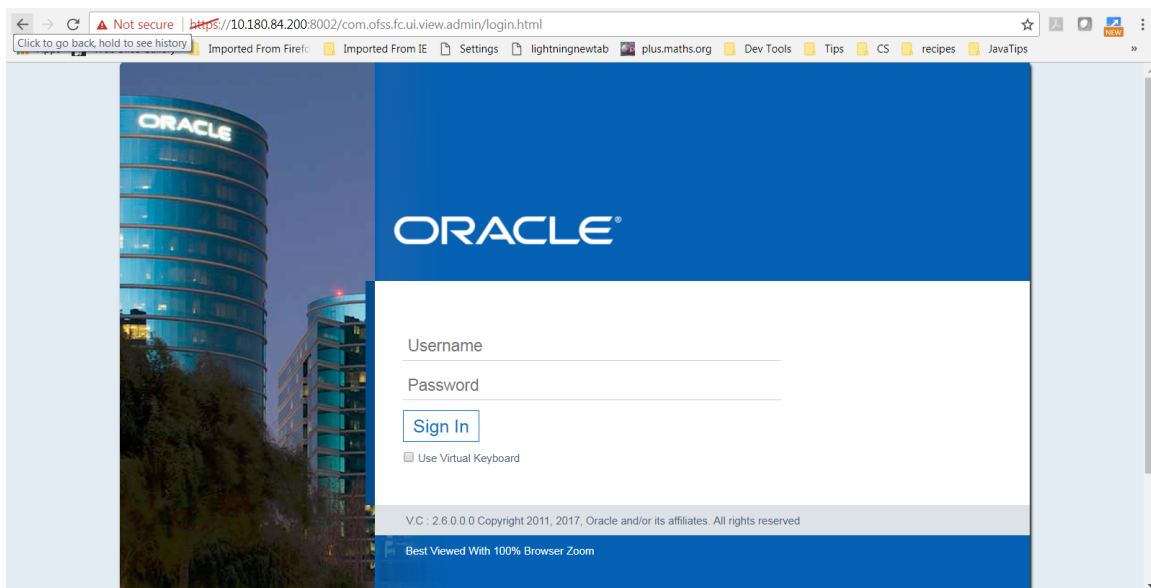 Not secure | https://10.180.84.200:8002/com.ofss.fc.ui.view.admin/login.html
NEW
Click to go back, hold to see history
Imported From Firefo Imported From IE Settings lightningnewtab plus.maths.org Dev Tools Tips CS recipes JavaTips »
ORACLE
ORACLE®
Username
Password
Sign In
Use Virtual Keyboard
V.C : 2.6.0.0.0 Copyright 2011, 2017, Oracle and/or its affiliates. All rights reserved
Best Viewed With 100% Browser Zoom